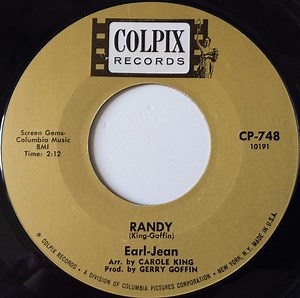 COLPIX
RECORDS
Screen Gems-
Columbia Music
BMI
Time: 2:12
CP-748
10191
RANDY
(King-Goffin)
Earl-Jean
Arr. by CAROLE KING
Prod. by GERRY GOFFIN
® COLPIX RECORDS • A DIVISION OF COLUMBIA PICTURES CORPORATION • NEW YORK, N.Y. MADE IN U.S.A.